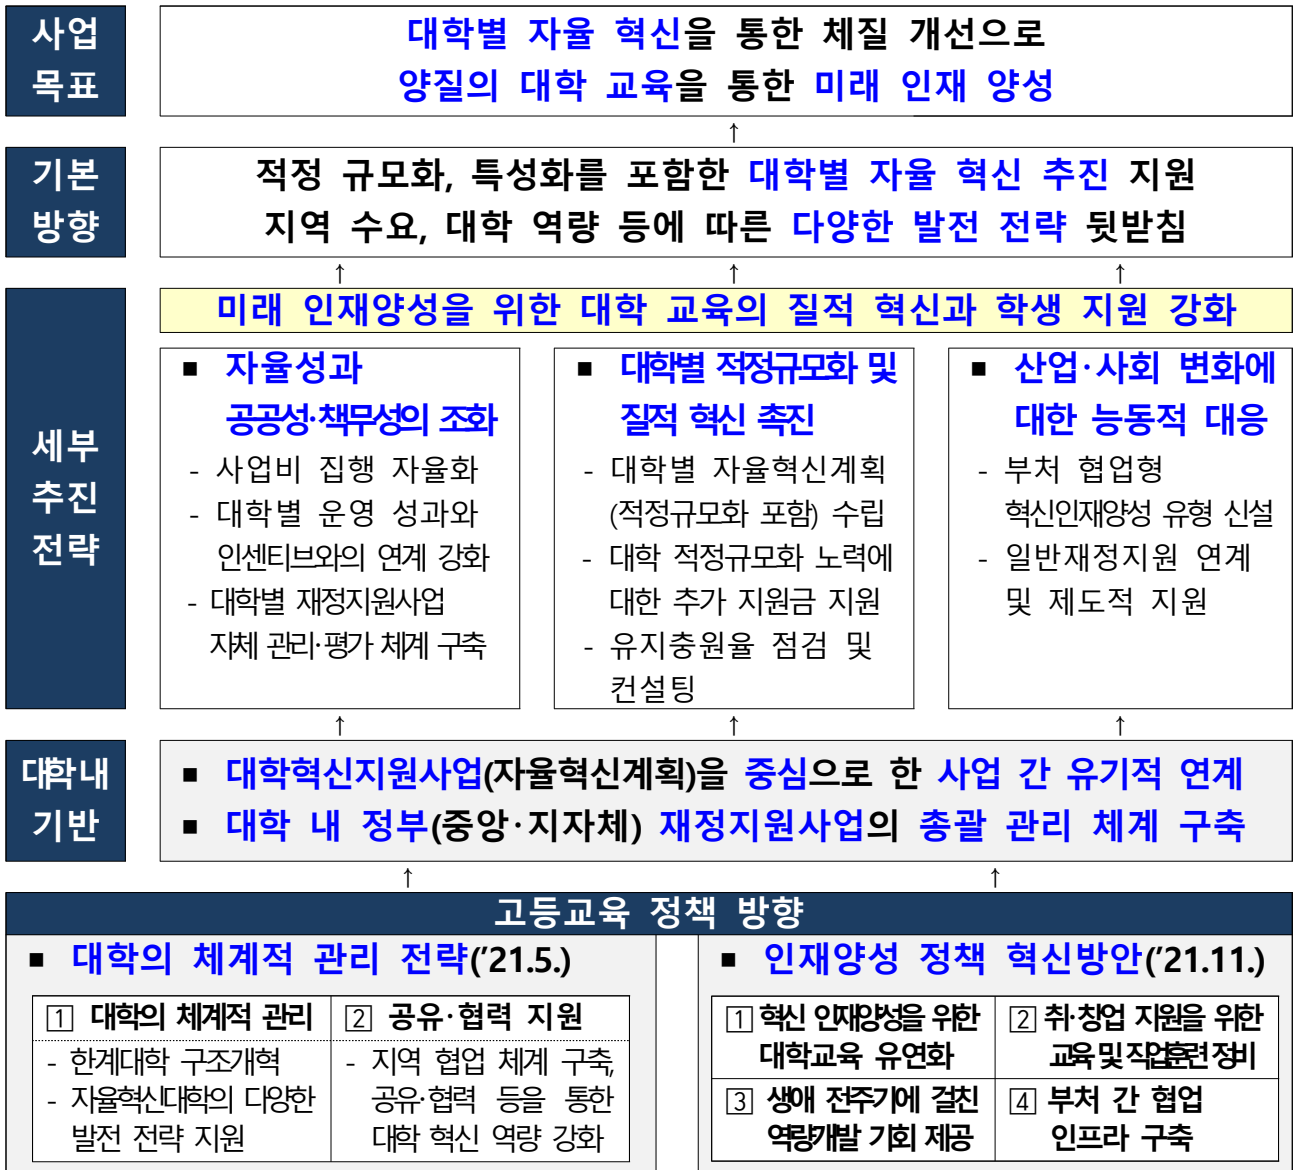 사업
목표
대학별 자율 혁신을 통한 체질 개선으로
양질의 대학 교육을 통한 미래 인재 양성
↑
기본
방향
적정 규모화, 특성화를 포함한 대학별 자율 혁신 추진 지원
지역 수요, 대학 역량 등에 따른 다양한 발전 전략 뒷받침
↑ ↑ ↑
세부
추진
전략
미래 인재양성을 위한 대학 교육의 질적 혁신과 학생 지원 강화
▪ 자율성과
공공성·책무성의 조화
- 사업비 집행 자율화
- 대학별 운영 성과와
인센티브와의 연계 강화
- 대학별 재정지원사업
자체 관리·평가 체계 구축
▪ 대학별 적정규모화 및
질적 혁신 촉진
- 대학별 자율혁신계획
(적정규모화 포함) 수립
- 대학 적정규모화 노력에
대한 추가 지원금 지원
- 유지충원율 점검 및
컨설팅
▪ 산업·사회 변화에
대한 능동적 대응
- 부처 협업형
혁신인재양성 유형 신설
- 일반재정지원 연계
및 제도적 지원
↑ ↑ ↑
대학 내
기반
▪ 대학혁신지원사업(자율혁신계획)을 중심으로 한 사업 간 유기적 연계
▪ 대학 내 정부(중앙·지자체) 재정지원사업의 총괄 관리 체계 구축
↑ ↑
고등교육 정책 방향
▪ 대학의 체계적 관리 전략('21.5.)
1 대학의 체계적 관리
- 한계대학 구조개혁
- 자율혁신대학의 다양한
발전 전략 지원
2 공유·협력 지원
- 지역 협업 체계 구축,
공유·협력 등을 통한
대학 혁신 역량 강화
▪ 인재양성 정책 혁신방안('21.11.)
1 혁신 인재양성을 위한
대학교육 유연화
2 취·창업 지원을 위한
교육 및 직업훈련 정비
3 생애 전주기에 걸친
역량개발 기회 제공
4 부처 간 협업
인프라 구축